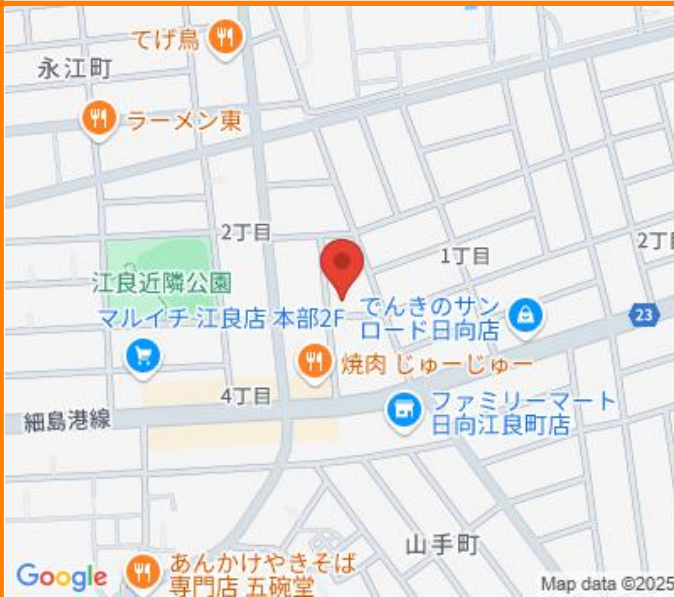 てげ鳥
永江町
ラーメン東
2丁目
1丁目
2丁
江良近隣公園
マルイチ 江良店 本部2F
でんきのサン
ロード日向店
23
焼肉 じゅーじゅー
4丁目
ファミリーマート
日向江良町店
細島港線
山手町
あんかけやきそば
専門店 五碗堂
Google
Map data ©2025